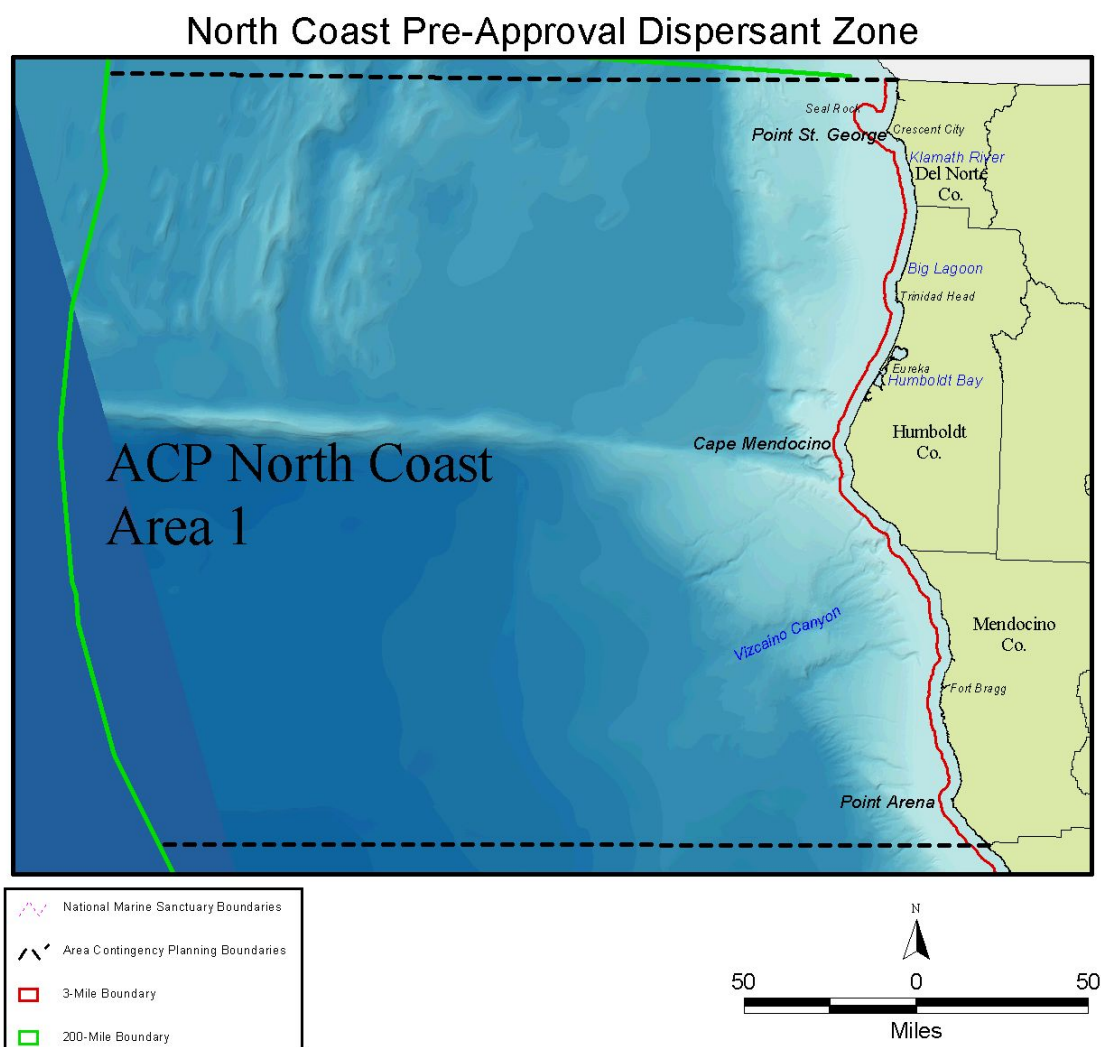 North Coast Pre-Approval Dispersant Zone
Seal Rock
Point St. George
Crescent City
Klamath River
Del Norte
Co.
Big Lagoon
Trinidad Head
Eureka
Humboldt Bay
Cape Mendocino
Humboldt
Co.
ACP North Coast
Area 1
Vizcaino Canyon
Mendocino
Co.
Fort Bragg
Point Arena
National Marine Sanctuary Boundaries
Area Contingency Planning Boundaries
3-Mile Boundary
200-Mile Boundary
N
50 0 50
Miles